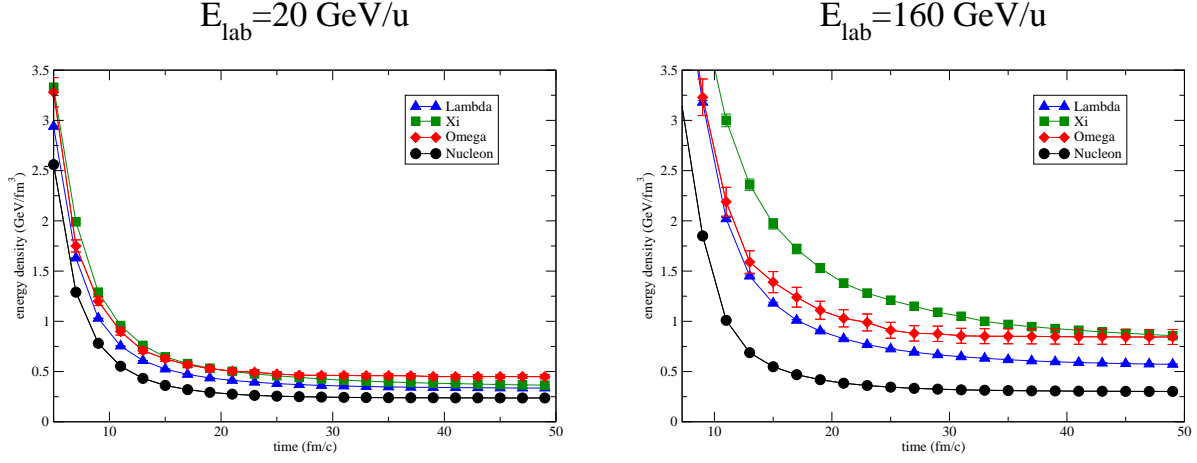 E_lab=20 GeV/u
energy density (GeV/fm^3)
3.5
3
2.5
2
1.5
1
0.5
0
10
20
30
40
50
time (fm/c)
Lambda
Xi
Omega
Nucleon
E_lab=160 GeV/u
energy density (GeV/fm^3)
3.5
3
2.5
2
1.5
1
0.5
0
10
20
30
40
50
time (fm/c)
Lambda
Xi
Omega
Nucleon